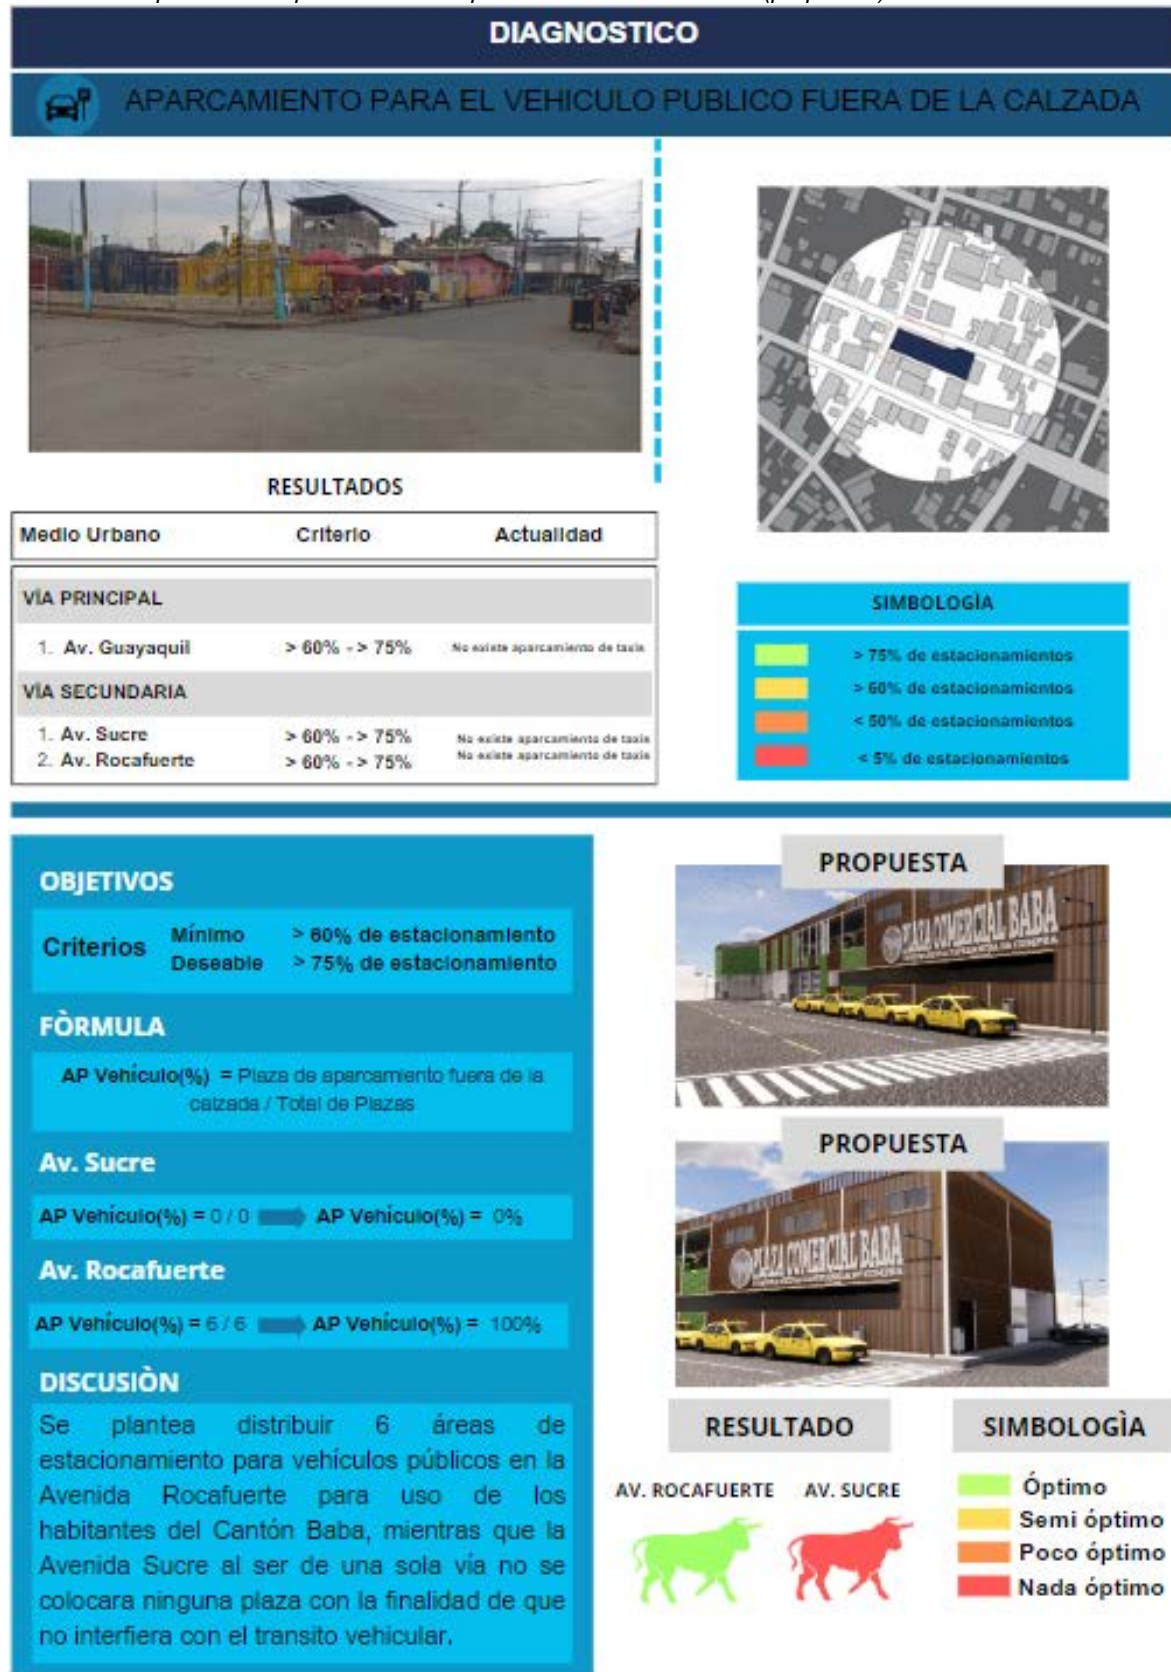 DIAGNOSTICO
APARCAMIENTO PARA EL VEHICULO PUBLICO FUERA DE LA CALZADA
RESULTADOS
Medio Urbano Criterio Actualidad
VÌA PRINCIPAL
1. Av. Guayaquil > 60% - > 75% No existe aparcamiento de taxis
VÌA SECUNDARIA
1. Av. Sucre > 60% - > 75% No existe aparcamiento de taxis
2. Av. Rocafuerte > 60% - > 75% No existe aparcamiento de taxis
SIMBOLOGÌA
> 75% de estacionamientos
> 60% de estacionamientos
< 50% de estacionamientos
< 5% de estacionamientos
OBJETIVOS
Criterios
Mínimo > 60% de estacionamiento
Deseable > 75% de estacionamiento
FÒRMULA
AP Vehículo(%) = Plaza de aparcamiento fuera de la
calzada / Total de Plazas
Av. Sucre
AP Vehículo(%) = 0 / 0 AP Vehículo(%) = 0%
Av. Rocafuerte
AP Vehículo(%) = 6 / 6 AP Vehículo(%) = 100%
DISCUSIÒN
Se plantea distribuir 6 áreas de
estacionamiento para vehículos públicos en la
Avenida Rocafuerte para uso de los
habitantes del Cantón Baba, mientras que la
Avenida Sucre al ser de una sola vía no se
colocara ninguna plaza con la finalidad de que
no interfiera con el transito vehicular.
PROPUESTA
PLAZA COMERCIAL BABA
PROPUESTA
PLAZA COMERCIAL BABA
RESULTADO
AV. ROCAFUERTE AV. SUCRE
SIMBOLOGÌA
Óptimo
Semi óptimo
Poco óptimo
Nada óptimo